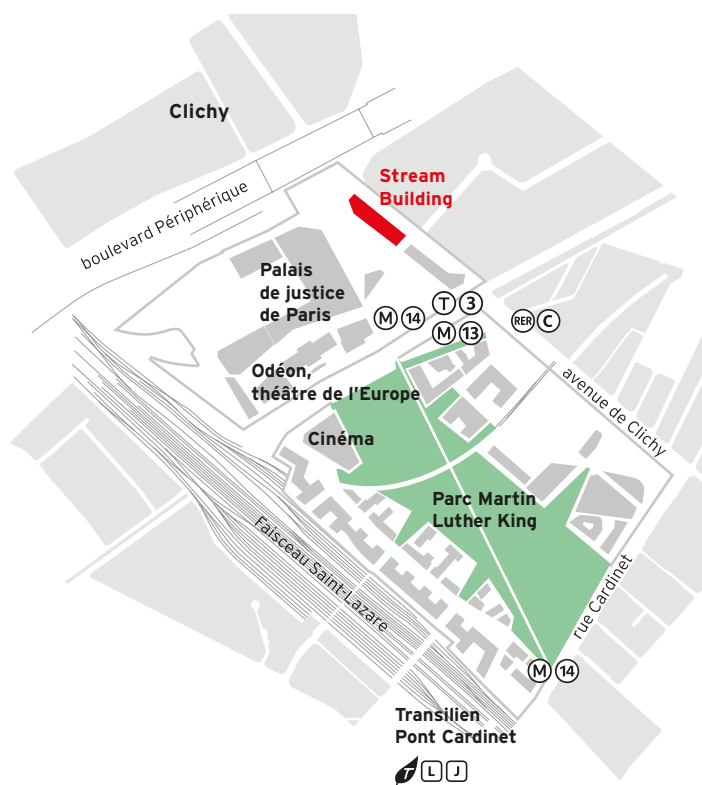 Clichy
boulevard Périphérique
Stream
Building
Palais
de justice
de Paris
M 14
T 3
M 13
RER C
Odéon,
théâtre de l'Europe
avenue de Clichy
Cinéma
Parc Martin
Luther King
Faisceau Saint-Lazare
rue Cardinet
M 14
Transilien
Pont Cardinet
T L J